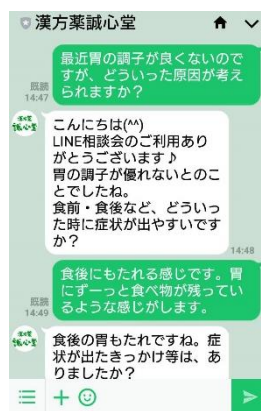 漢方薬誠心堂
最近胃の調子が良くないので
すが、どういった原因が考え
られますか？
既読
14:47
誠心堂
こんにちは(^^)
LINE相談会のご利用あり
がとうございます♪
胃の調子が優れないとのこ
とでしたね。
食前・食後など、どういっ
た時に症状が出やすいです
か？
14:48
食後にもたれる感じです。胃
にずーっと食べ物が残ってい
るような感じがします。
既読
14:49
誠心堂
食後の胃もたれですね。症
状が出たきっかけ等は、あ
りましたか？